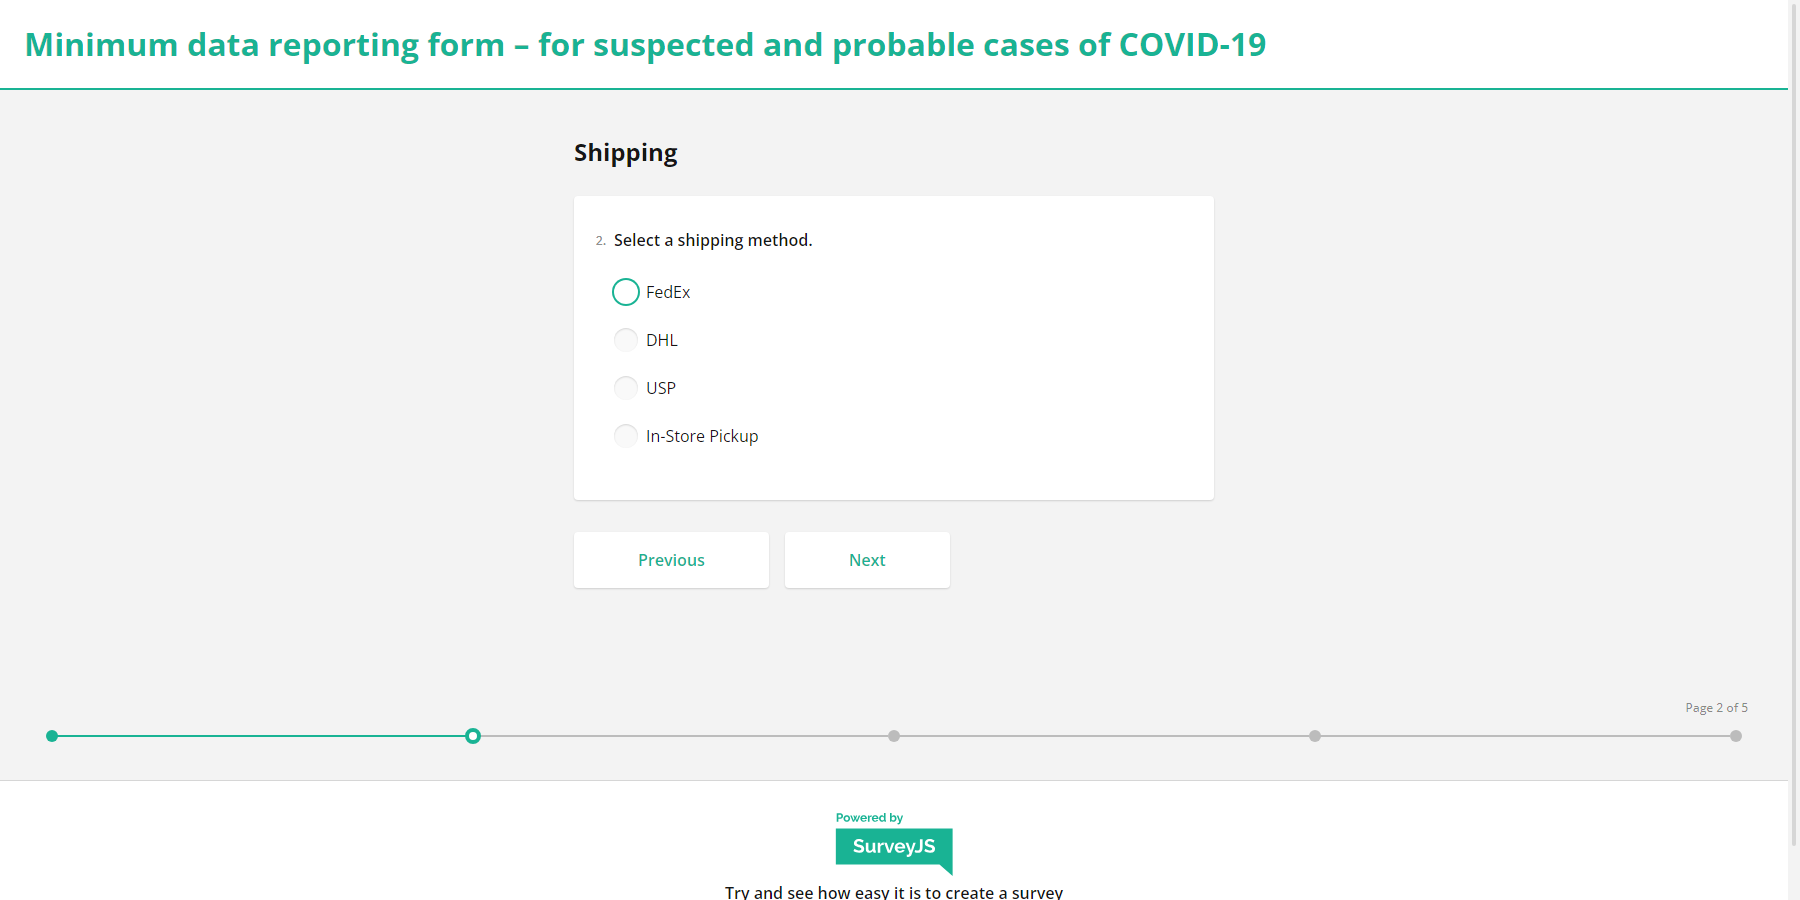 Minimum data reporting form – for suspected and probable cases of COVID-19
Shipping
2. Select a shipping method.
FedEx
DHL
USP
In-Store Pickup
Previous Next
Page 2 of 5
Powered by
SurveyJS
Try and see how easy it is to create a survey